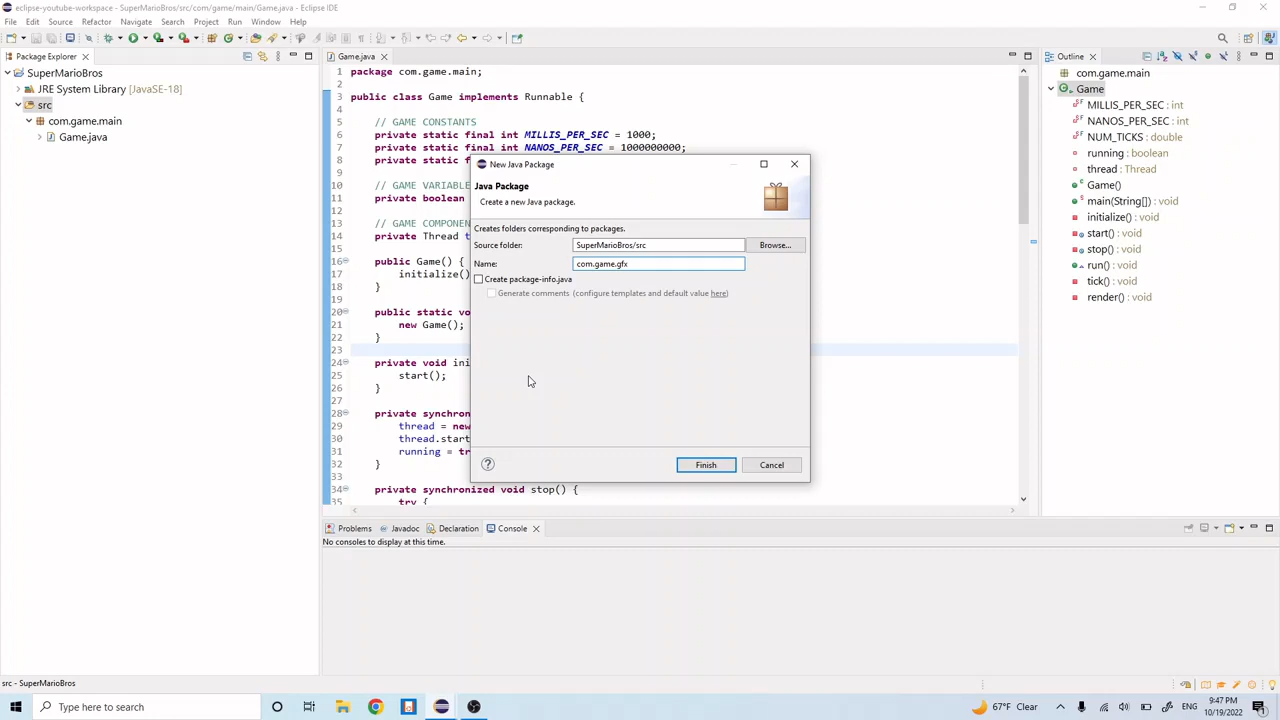 eclipse-youtube-workspace - SuperMarioBros/src/com/game/main/Game.java - Eclipse IDE
File Edit Source Refactor Navigate Search Project Run Window Help
Package Explorer
SuperMarioBros
JRE System Library [JavaSE-18]
src
com.game.main
Game.java
Game.java
1 package com.game.main;
2
3 public class Game implements Runnable {
4
5 // GAME CONSTANTS
6 private static final int MILLIS_PER_SEC = 1000;
7 private static final int NANOS_PER_SEC = 1000000000;
8 private static f
9
10 // GAME VARIABLE
11 private boolean
12
13 // GAME COMPONEN
14 private Thread t
15
16 public Game() {
17 initialize()
18 }
19
20 public static vo
21 new Game();
22 }
23
24 private void ini
25 start();
26 }
27
28 private synchron
29 thread = new
30 thread.start
31 running = tr
32 }
33
34 private synchronized void stop() {
35 try {
New Java Package
Java Package
Create a new Java package.
Creates folders corresponding to packages.
Source folder: SuperMarioBros/src Browse...
Name: com.game.gfx
Create package-info.java
Generate comments (configure templates and default value here)
Finish Cancel
Outline
com.game.main
Game
MILLIS_PER_SEC : int
NANOS_PER_SEC : int
NUM_TICKS : double
running : boolean
thread : Thread
Game()
main(String[]) : void
initialize() : void
start() : void
stop() : void
run() : void
tick() : void
render() : void
Problems Javadoc Declaration Console
No consoles to display at this time.
src - SuperMarioBros
Type here to search
67°F Clear
9:47 PM
10/19/2022